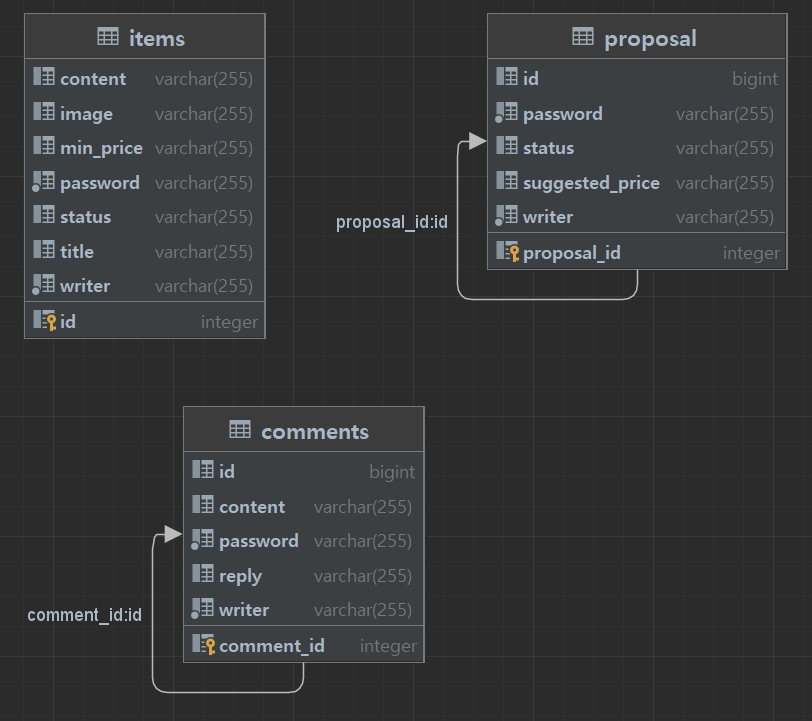 items
content varchar(255)
image varchar(255)
min_price varchar(255)
password varchar(255)
status varchar(255)
title varchar(255)
writer varchar(255)
id integer
proposal
id bigint
password varchar(255)
status varchar(255)
suggested_price varchar(255)
writer varchar(255)
proposal_id integer
proposal_id:id
comments
id bigint
content varchar(255)
password varchar(255)
reply varchar(255)
writer varchar(255)
comment_id integer
comment_id:id